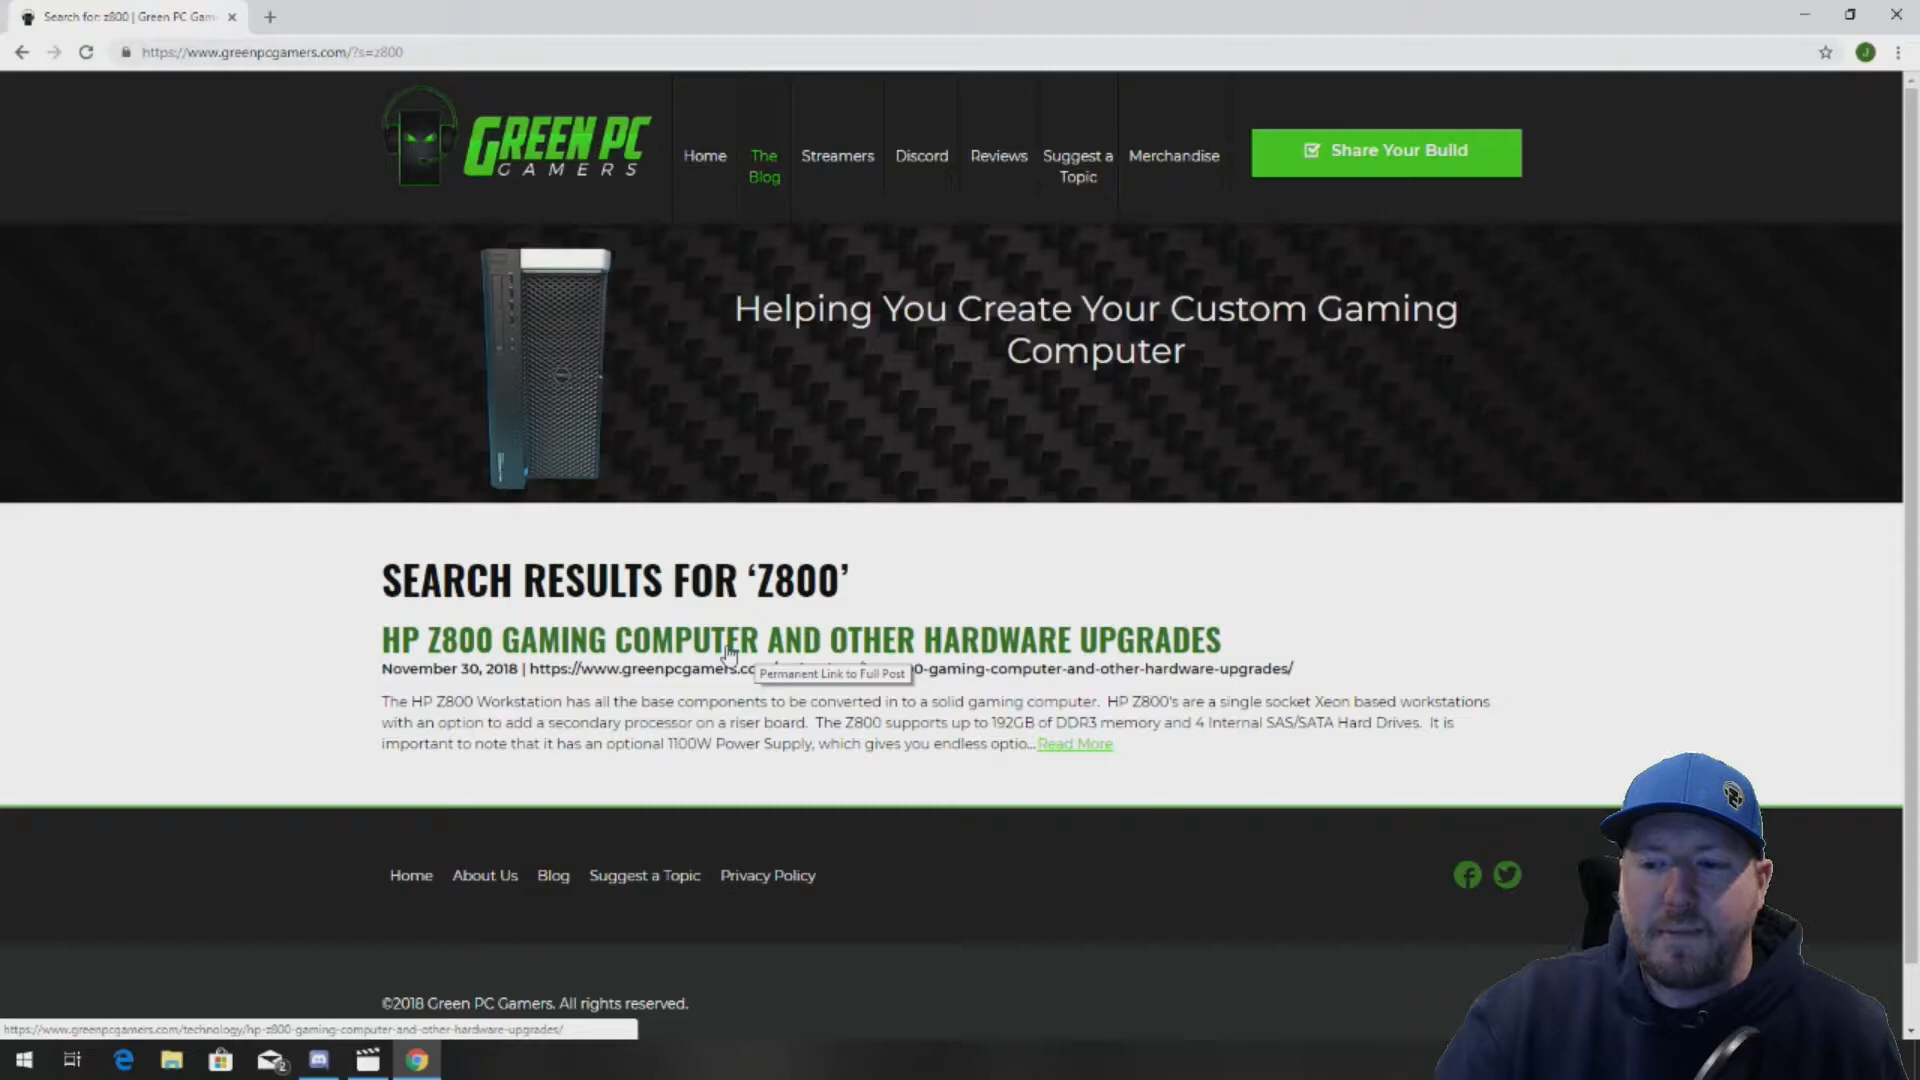 Search for: z800 | Green PC Gam
https://www.greenpcgamers.com/?s=z800
J
GREEN PC
GAMERS
Home
The
Blog
Streamers
Discord
Reviews
Suggest a
Topic
Merchandise
Share Your Build
Helping You Create Your Custom Gaming
Computer
SEARCH RESULTS FOR ‘Z800’
HP Z800 GAMING COMPUTER AND OTHER HARDWARE UPGRADES
November 30, 2018 | https://www.greenpcgamers.co 0-gaming-computer-and-other-hardware-upgrades/
Permanent Link to Full Post
The HP Z800 Workstation has all the base components to be converted in to a solid gaming computer. HP Z800's are a single socket Xeon based workstations
with an option to add a secondary processor on a riser board. The Z800 supports up to 192GB of DDR3 memory and 4 Internal SAS/SATA Hard Drives. It is
important to note that it has an optional 1100W Power Supply, which gives you endless optio... Read More
Home About Us Blog Suggest a Topic Privacy Policy
©2018 Green PC Gamers. All rights reserved.
https://www.greenpcgamers.com/technology/hp-z800-gaming-computer-and-other-hardware-upgrades/
2